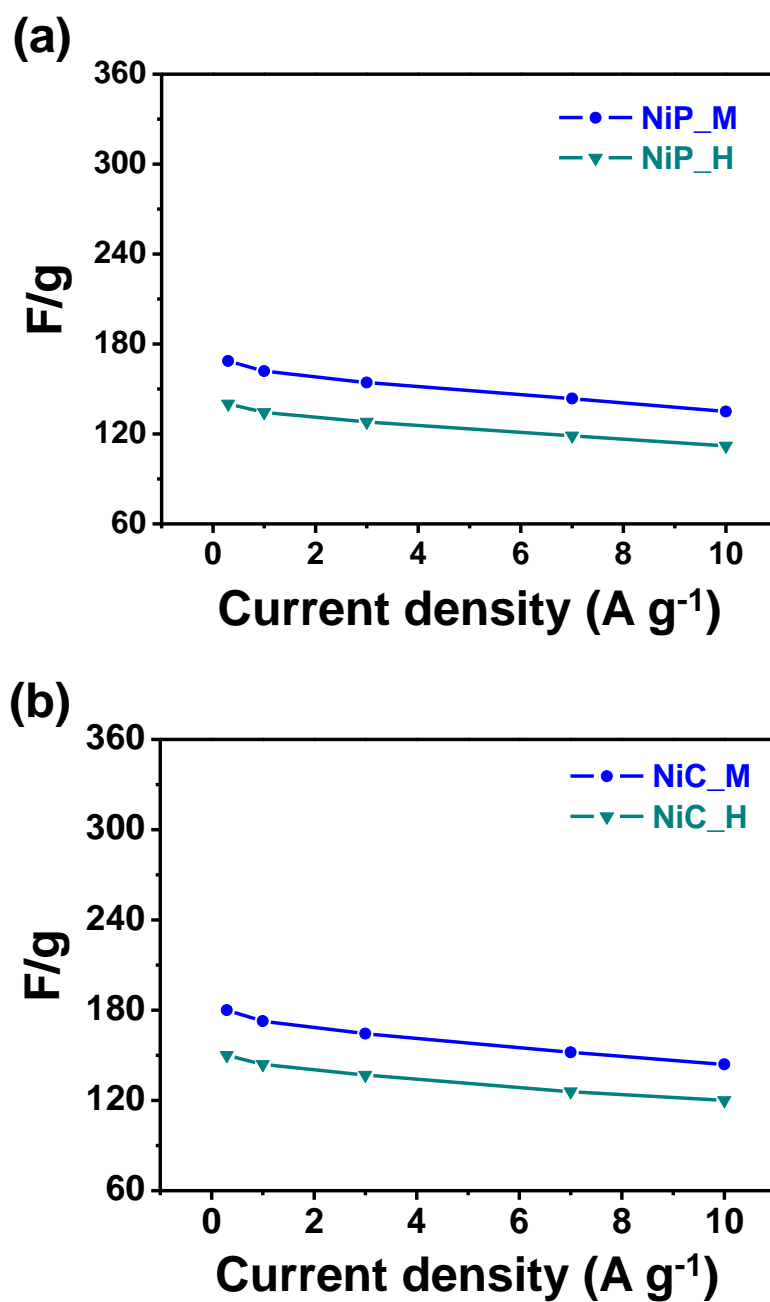 (a)
360
300
240
180
120
60
F/g
NiP_M
NiP_H
0 2 4 6 8 10
Current density (A g⁻¹)
(b)
360
300
240
180
120
60
F/g
NiC_M
NiC_H
0 2 4 6 8 10
Current density (A g⁻¹)